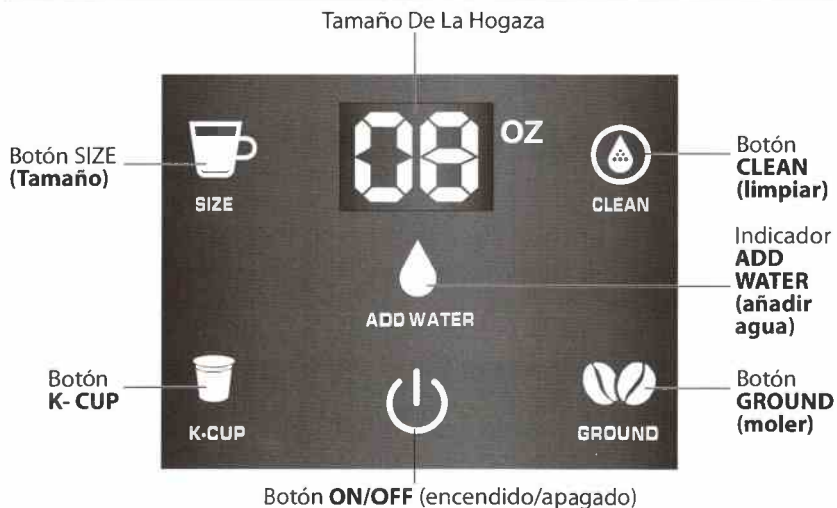 Tamaño De La Hogaza
08 OZ
Botón SIZE
(Tamaño)
SIZE
CLEAN
Botón
CLEAN
(limpiar)
ADD WATER
Indicador
ADD
WATER
(añadir
agua)
Botón
K- CUP
K-CUP
GROUND
Botón
GROUND
(moler)
Botón ON/OFF (encendido/apagado)